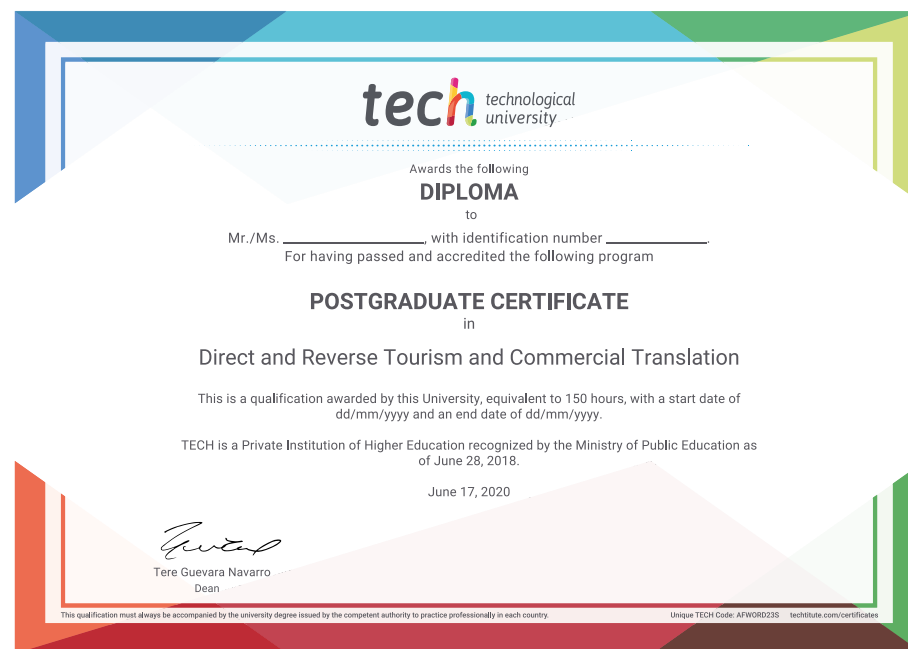 tech technological
university
Awards the following
DIPLOMA
to
Mr./Ms. ____________________, with identification number ______________.
For having passed and accredited the following program
POSTGRADUATE CERTIFICATE
in
Direct and Reverse Tourism and Commercial Translation
This is a qualification awarded by this University, equivalent to 150 hours, with a start date of
dd/mm/yyyy and an end date of dd/mm/yyyy.
TECH is a Private Institution of Higher Education recognized by the Ministry of Public Education as
of June 28, 2018.
June 17, 2020
Tere Guevara Navarro
Dean
This qualification must always be accompanied by the university degree issued by the competent authority to practice professionally in each country. Unique TECH Code: AFWORD23S techtitute.com/certificates